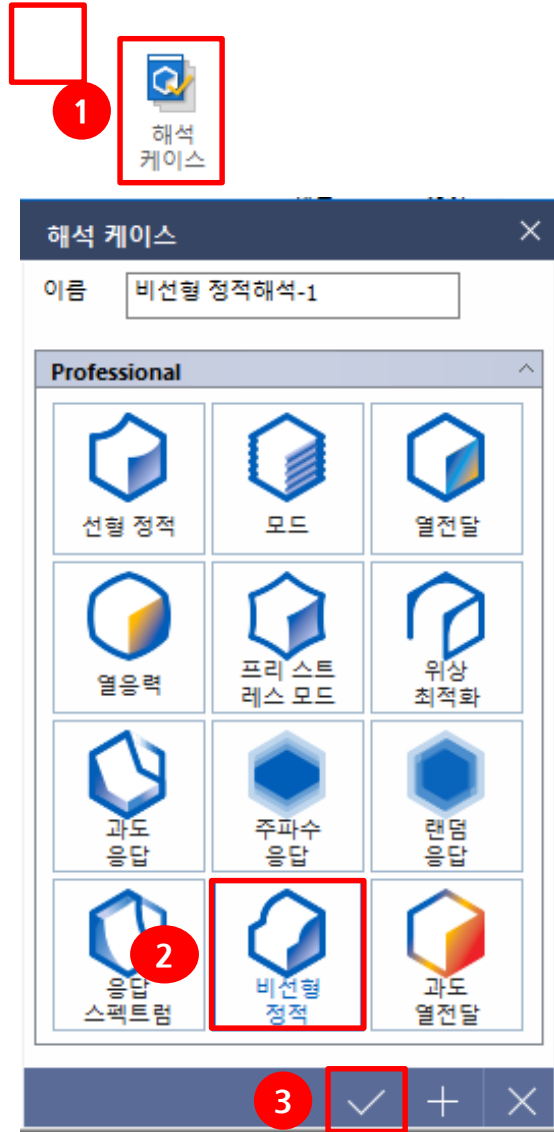 1
해석
케이스
해석 케이스
이름
비선형 정적해석-1
Professional
선형 정적
모드
열전달
열응력
프리 스트
레스 모드
위상
최적화
과도
응답
주파수
응답
랜덤
응답
2
응답
스펙트럼
비선형
정적
과도
열전달
3